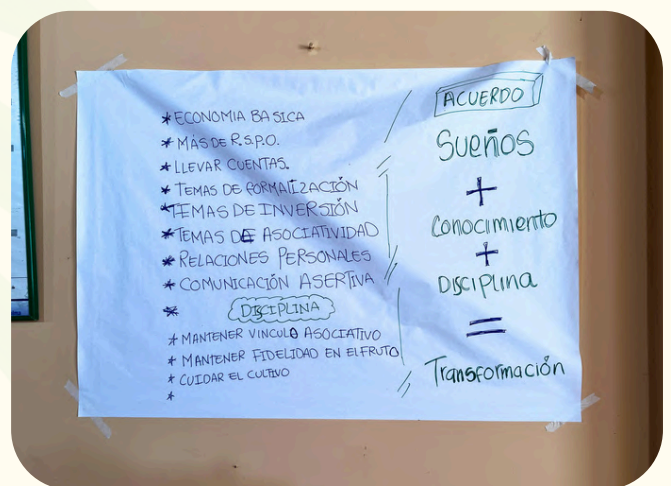 * ECONOMIA BASICA
* MÁS DE R.S.P.O.
* LLEVAR CUENTAS.
* TEMAS DE FORMALIZACIÓN
* TEMAS DE INVERSIÓN
* TEMAS DE ASOCIATIVIDAD
* RELACIONES PERSONALES
* COMUNICACIÓN ASERTIVA
* DISCIPLINA
* MANTENER VINCULO ASOCIATIVO
* MANTENER FIDELIDAD EN EL FRUTO
* CUIDAR EL CULTIVO
*
ACUERDO
Sueños
+
Conocimiento
+
Disciplina
=
Transformación